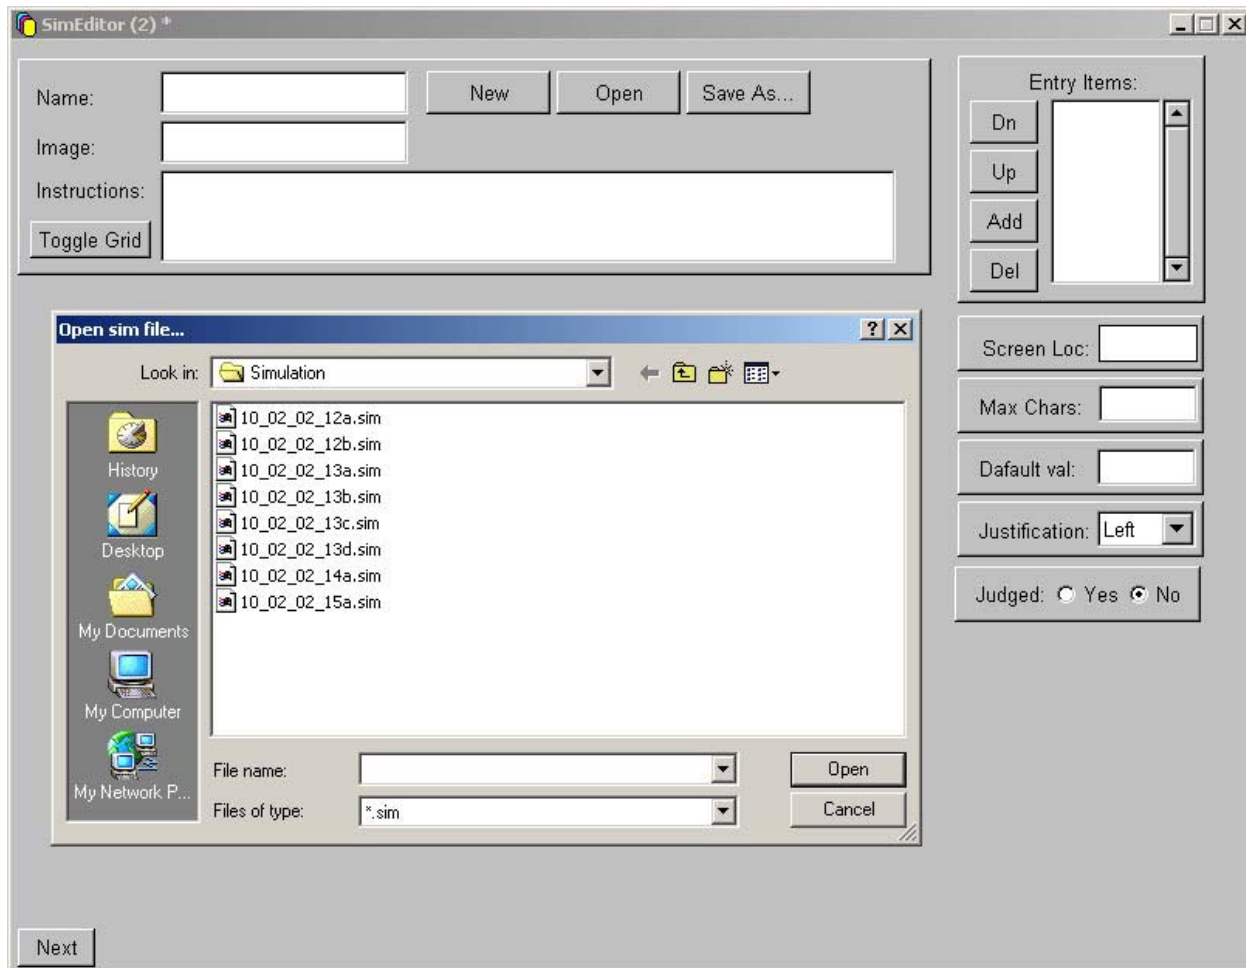 SimEditor (2) *
Name:
New
Open
Save As...
Image:
Instructions:
Toggle Grid
Entry Items:
Dn
Up
Add
Del
Screen Loc:
Max Chars:
Dafault val:
Justification: Left
Judged: Yes No
Open sim file...
Look in: Simulation
History
Desktop
My Documents
My Computer
My Network P...
10_02_02_12a.sim
10_02_02_12b.sim
10_02_02_13a.sim
10_02_02_13b.sim
10_02_02_13c.sim
10_02_02_13d.sim
10_02_02_14a.sim
10_02_02_15a.sim
File name:
Open
Files of type: *.sim
Cancel
Next